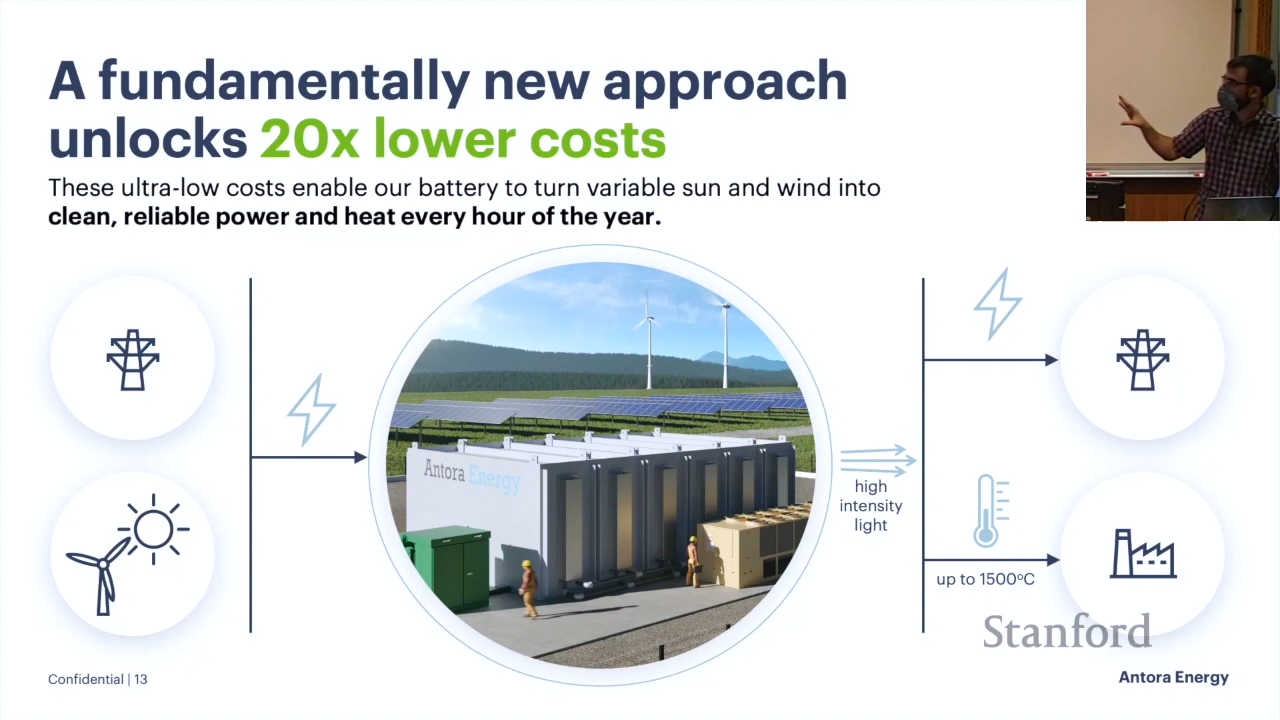 A fundamentally new approach
unlocks 20x lower costs
These ultra-low costs enable our battery to turn variable sun and wind into
clean, reliable power and heat every hour of the year.
Antora Energy
high
intensity
light
up to 1500ºC
Stanford
Confidential | 13
Antora Energy